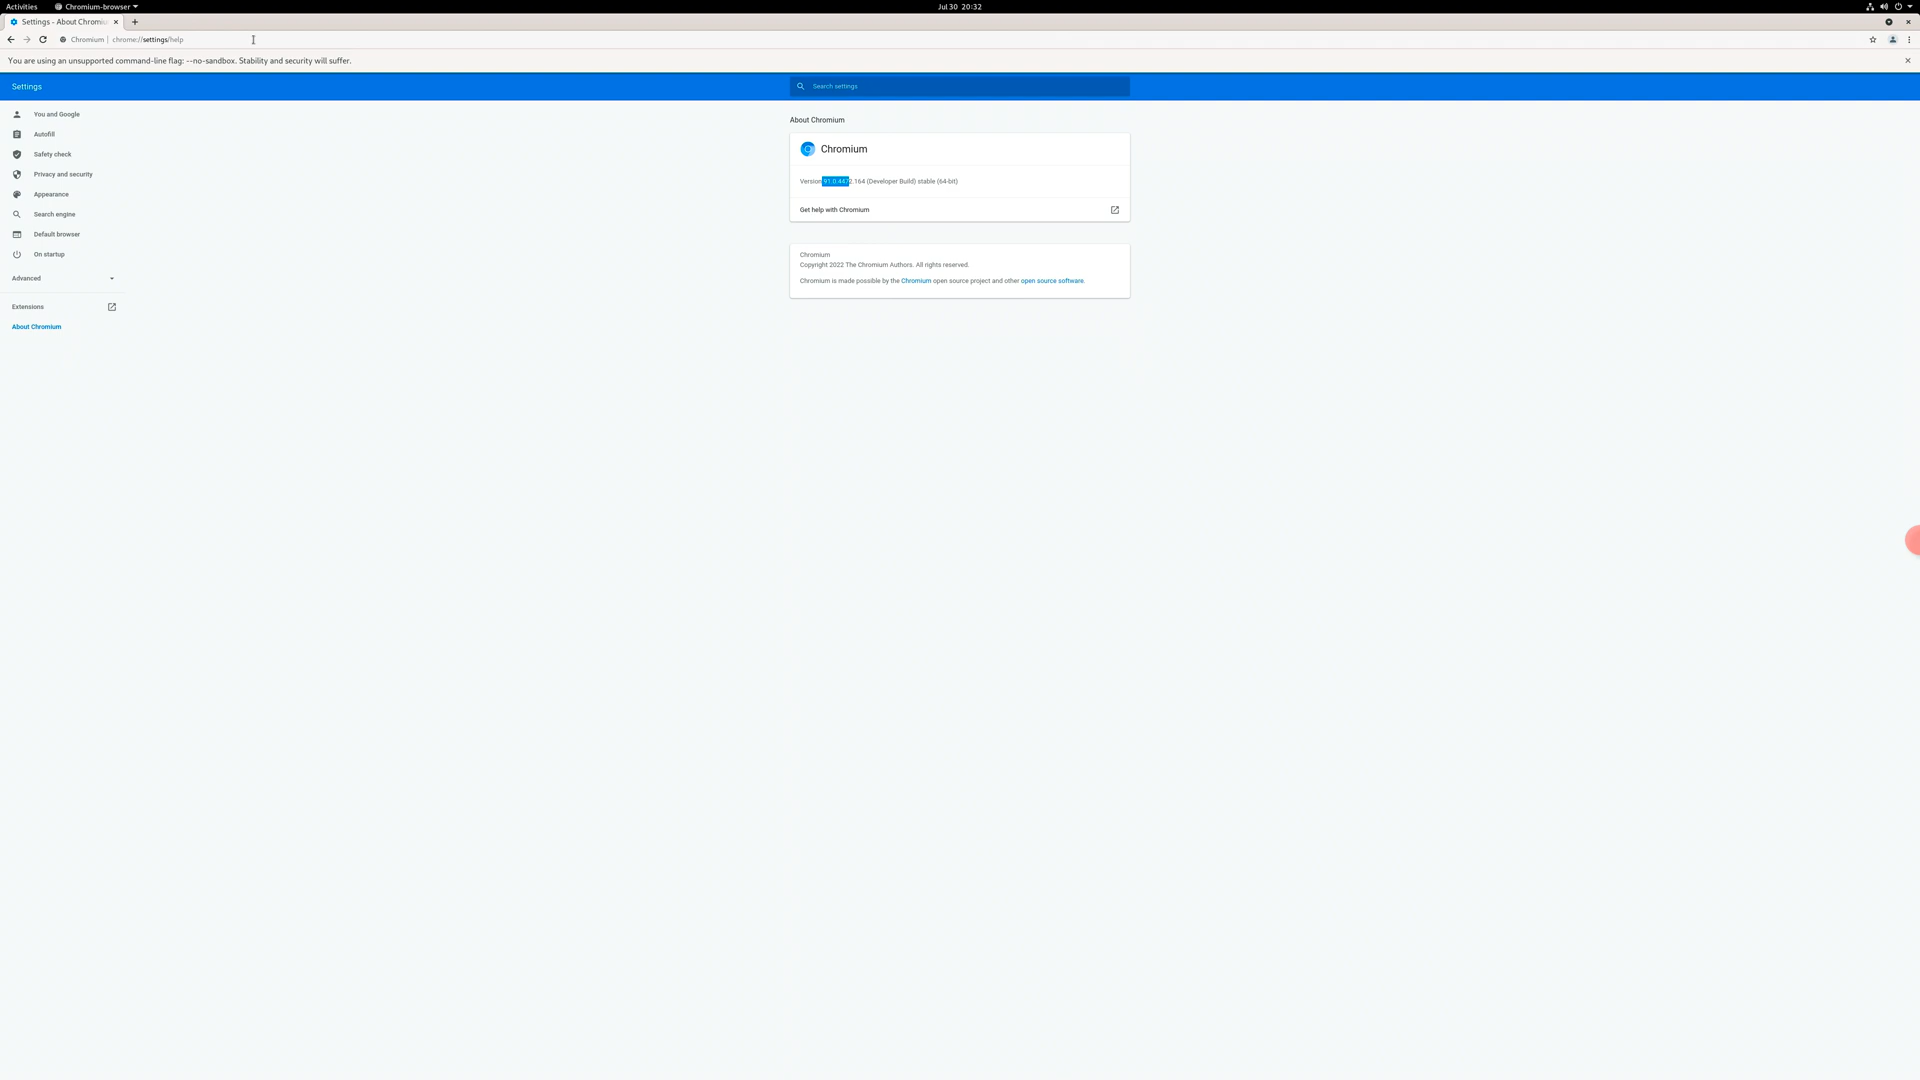 Activities
Chromium-browser
Jul 30 20:32
Settings - About Chromiu
Chromium | chrome://settings/help
You are using an unsupported command-line flag: --no-sandbox. Stability and security will suffer.
Settings
Search settings
You and Google
Autofill
Safety check
Privacy and security
Appearance
Search engine
Default browser
On startup
Advanced
Extensions
About Chromium
About Chromium
Chromium
Version 91.0.4472.164 (Developer Build) stable (64-bit)
Get help with Chromium
Chromium
Copyright 2022 The Chromium Authors. All rights reserved.
Chromium is made possible by the Chromium open source project and other open source software.